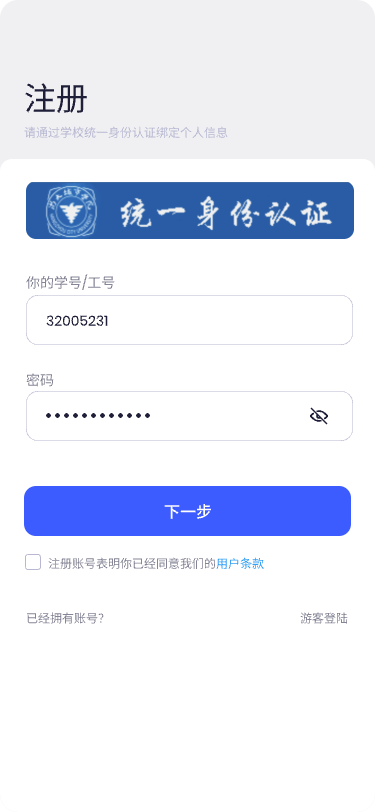 注册
请通过学校统一身份认证绑定个人信息
统一身份认证
你的学号/工号
32005231
密码
下一步
注册账号表明你已经同意我们的用户条款
已经拥有账号?
游客登陆